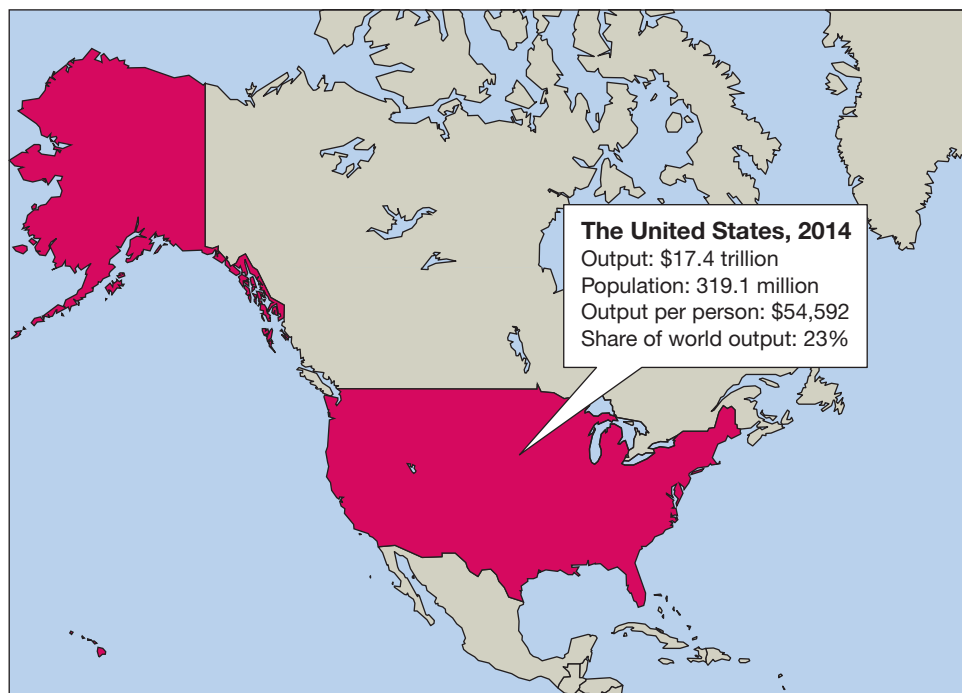 The United States, 2014
Output: $17.4 trillion
Population: 319.1 million
Output per person: $54,592
Share of world output: 23%